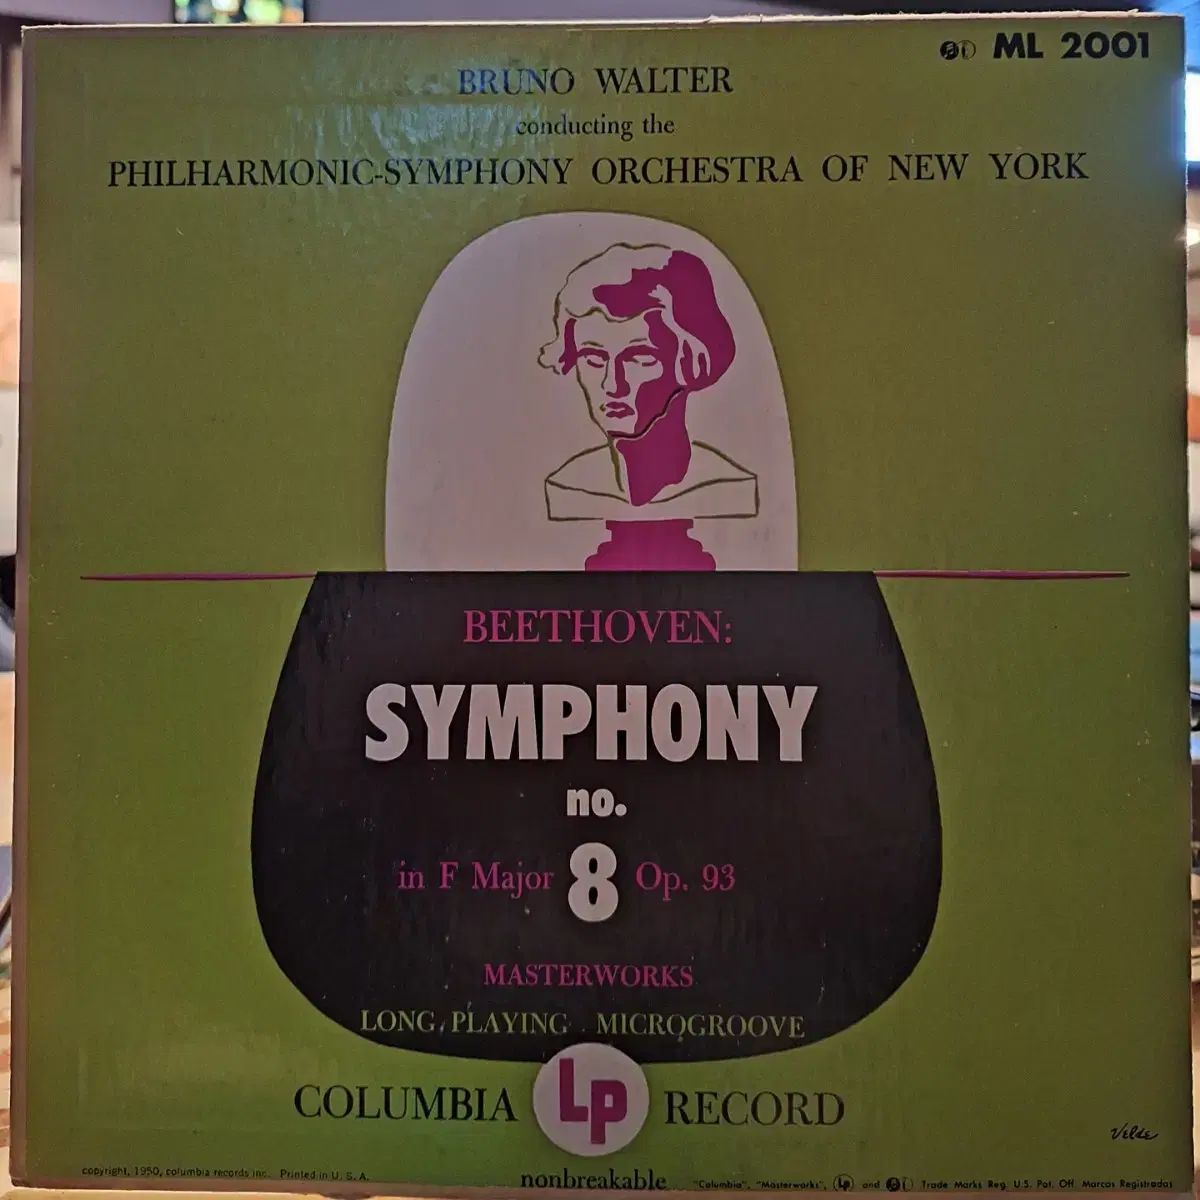 ML 2001
BRUNO WALTER
conducting the
PHILHARMONIC-SYMPHONY ORCHESTRA OF NEW YORK
BEETHOVEN:
SYMPHONY
no.
in F Major 8 Op. 93
MASTERWORKS
LONG PLAYING MICROGROOVE
COLUMBIA Lp RECORD
Velde
copyright, 1950, columbia records inc. Printed in U. S. A.
nonbreakable
"Columbia", "Masterworks", Lp and Trade Marks Reg. U.S. Pat. Off. Marcas Registradas